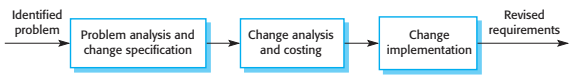 Identified
problem
Problem analysis and
change specification
Change analysis
and costing
Change
implementation
Revised
requirements